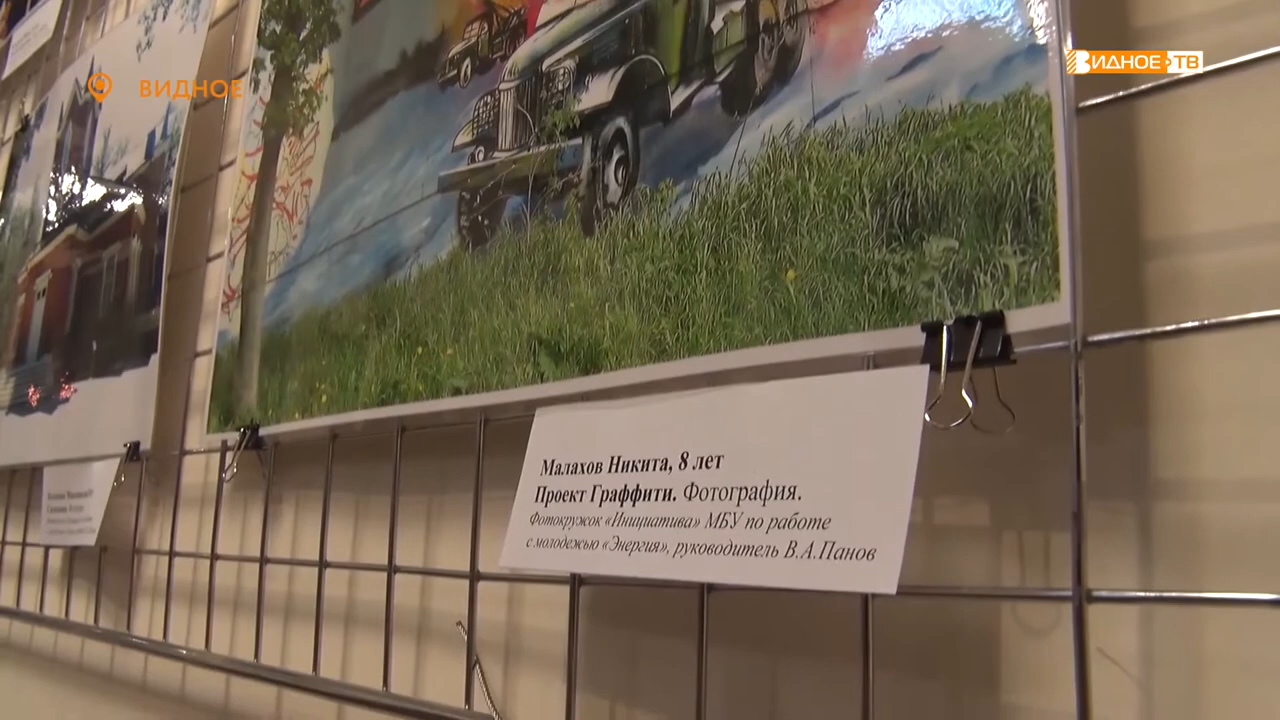 ВИДНОЕ
ВИДНОЕ ТВ
Малахов Никита, 8 лет
Проект Граффити. Фотография.
Фотокружок «Инициатива» МБУ по работе
с молодежью «Энергия», руководитель В.А.Панов